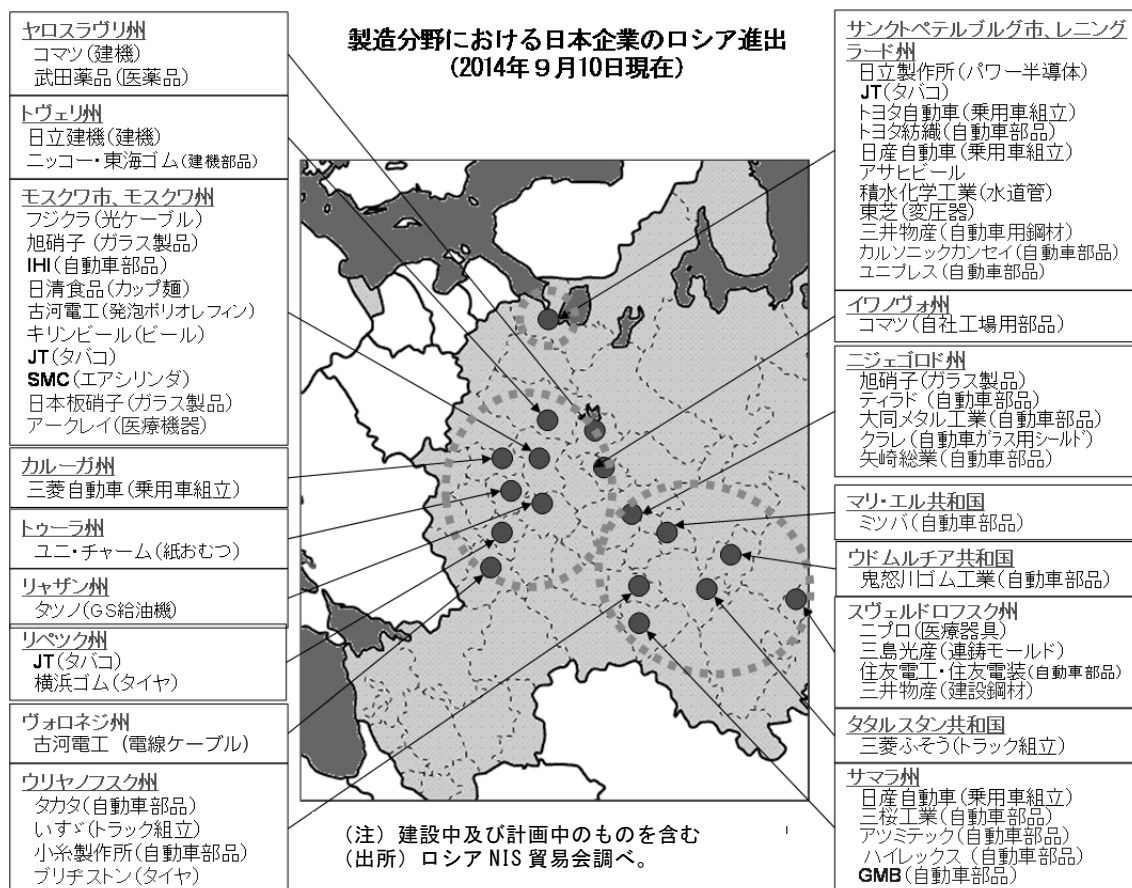 製造分野における日本企業のロシア進出
(2014年9月10日現在)
ヤロスラヴリ州
コマツ(建機)
武田薬品(医薬品)
トヴェリ州
日立建機(建機)
ニッコー・東海ゴム(建機部品)
モスクワ市、モスクワ州
フジクラ(光ケーブル)
旭硝子(ガラス製品)
IHI(自動車部品)
日清食品(カップ麺)
古河電工(発泡ポリオレフィン)
キリンビール(ビール)
JT(タバコ)
SMC(エアシリンダ)
日本板硝子(ガラス製品)
アークレイ(医療機器)
カルーガ州
三菱自動車(乗用車組立)
トゥーラ州
ユニ・チャーム(紙おむつ)
リャザン州
タツノ(GS給油機)
リペツク州
JT(タバコ)
横浜ゴム(タイヤ)
ヴォロネジ州
古河電工(電線ケーブル)
ウリヤノフスク州
タカタ(自動車部品)
いすゞ(トラック組立)
小糸製作所(自動車部品)
ブリヂストン(タイヤ)
サンクトペテルブルグ市、レニング
ラード州
日立製作所(パワー半導体)
JT(タバコ)
トヨタ自動車(乗用車組立)
トヨタ紡織(自動車部品)
日産自動車(乗用車組立)
アサヒビール
積水化学工業(水道管)
東芝(変圧器)
三井物産(自動車用鋼材)
カルソニックカンセイ(自動車部品)
ユニプレス(自動車部品)
イワノヴォ州
コマツ(自社工場用部品)
ニジェゴロド州
旭硝子(ガラス製品)
ティラド(自動車部品)
大同メタル工業(自動車部品)
クラレ(自動車ガラス用シールド)
矢崎総業(自動車部品)
マリ・エル共和国
ミツバ(自動車部品)
ウドムルチア共和国
鬼怒川ゴム工業(自動車部品)
スヴェルドロフスク州
ニプロ(医療器具)
三島光産(連鋳モールド)
住友電工・住友電装(自動車部品)
三井物産(建設鋼材)
タタルスタン共和国
三菱ふそう(トラック組立)
サマラ州
日産自動車(乗用車組立)
三桜工業(自動車部品)
アツミテック(自動車部品)
ハイレックス(自動車部品)
GMB(自動車部品)
(注)建設中及び計画中のものを含む
(出所)ロシアNIS貿易会調べ。
1